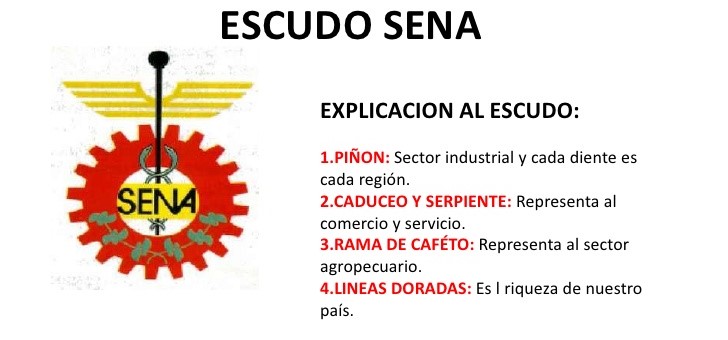 ESCUDO SENA
SENA
EXPLICACION AL ESCUDO:
1.PIÑON: Sector industrial y cada diente es
cada región.
2.CADUCEO Y SERPIENTE: Representa al
comercio y servicio.
3.RAMA DE CAFÉTO: Representa al sector
agropecuario.
4.LINEAS DORADAS: Es l riqueza de nuestro
país.